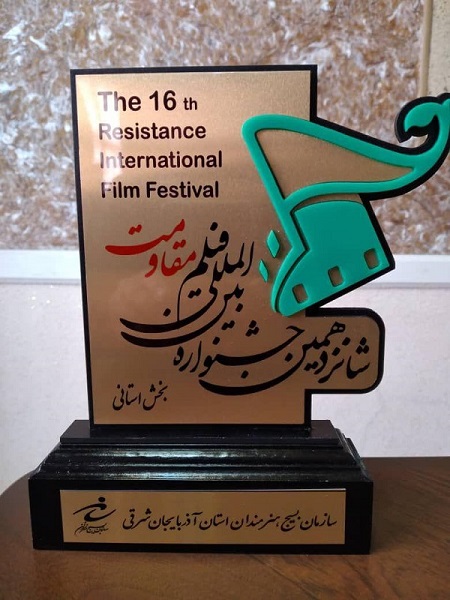 The 16 th
Resistance
International
Film Festival
شانزدهمین جشنواره
بین المللی فیلم
مقاومت
بخش استانی
سازمان بسیج هنرمندان استان آذربایجان شرقی